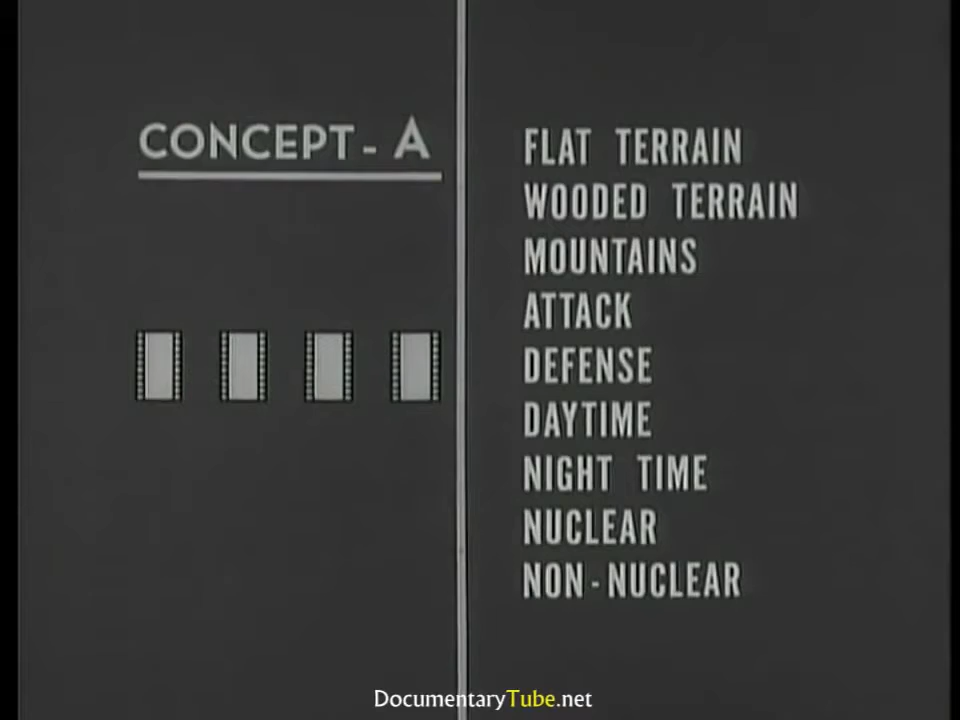 CONCEPT - A
FLAT TERRAIN
WOODED TERRAIN
MOUNTAINS
ATTACK
DEFENSE
DAYTIME
NIGHT TIME
NUCLEAR
NON-NUCLEAR
DocumentaryTube.net